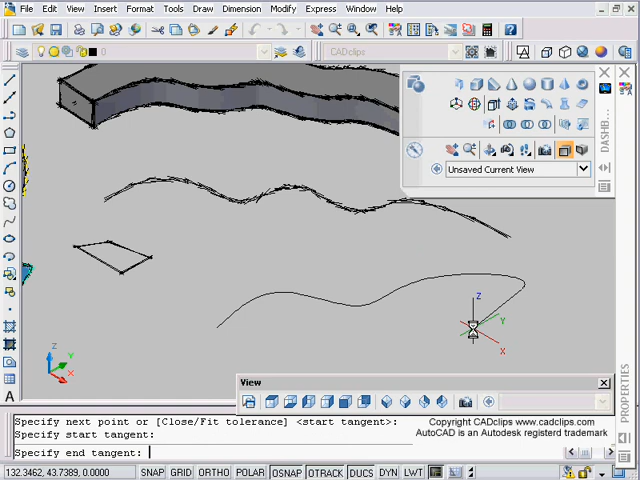 File Edit View Insert Format Tools Draw Dimension Modify Express Window Help
CADclips
DASHB...
Unsaved Current View
Z
Y
X
Z
Y
X
PROPERTIES
View
Specify next point or [Close/Fit tolerance] <start tangent>:
Specify start tangent:
Specify end tangent:
Copyright CADclips www.cadclips.com
AutoCAD is an Autodesk registerd trademark
132.3462, 43.7389, 0.0000 SNAP GRID ORTHO POLAR OSNAP OTRACK DUCS DYN LWT